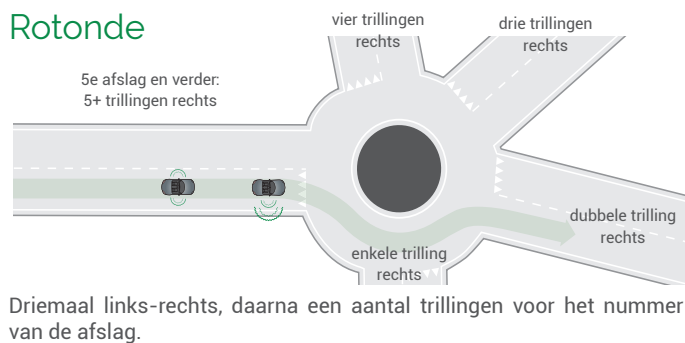 Rotonde
vier trillingen
rechts
drie trillingen
rechts
5e afslag en verder:
5+ trillingen rechts
dubbele trilling
rechts
enkele trilling
rechts
Driemaal links-rechts, daarna een aantal trillingen voor het nummer
van de afslag.